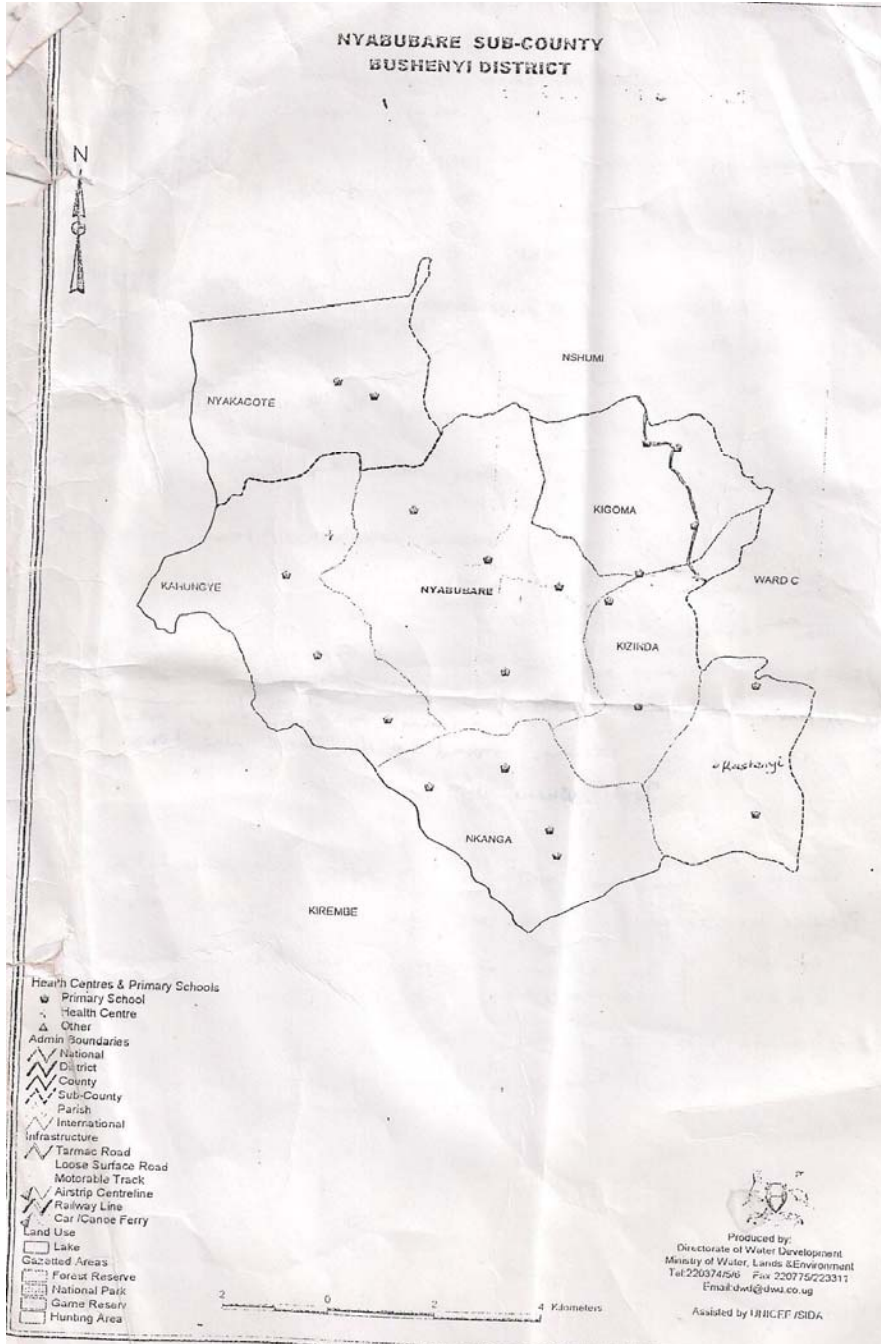 NYABUBARE SUB-COUNTY
BUSHENYI DISTRICT
N
NSHUMI
NYAKAGOTE
KIGOMA
KAHUNGYE
NYABUBARE
WARD C
KIZINDA
Kashenyi
NKANGA
KIREMBE
Health Centres & Primary Schools
Primary School
Health Centre
Other
Admin Boundaries
National
District
County
Sub-County
Parish
International
Infrastructure
Tarmac Road
Loose Surface Road
Motorable Track
Airstrip Centreline
Railway Line
Car /Canoe Ferry
Land Use
Lake
Gazetted Areas
Forest Reserve
National Park
Game Reserv
Hunting Area
2 0 2 4 Kilometers
Produced by:
Directorate of Water Development
Ministry of Water, Lands &Environment
Tel:220374/5/6 Fax 220775/223311
Email:dwd@dwd.co.ug
Assisted by UNICEF /SIDA